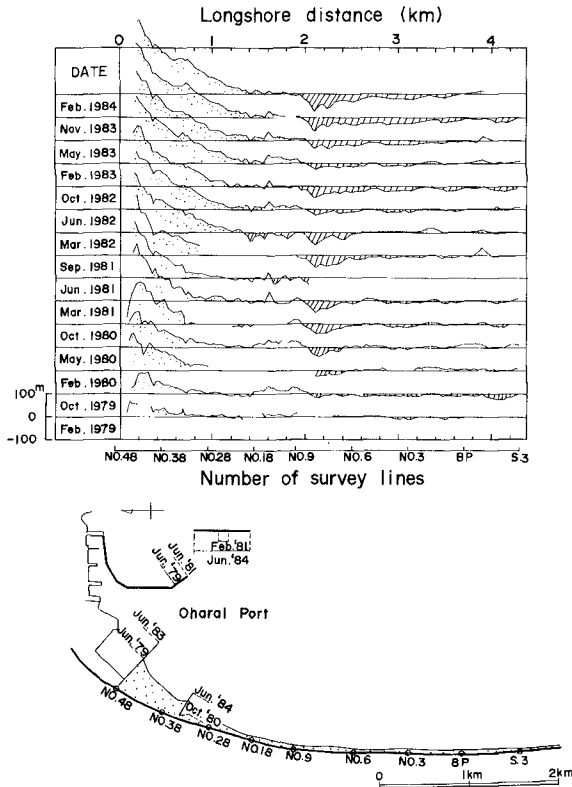 Longshore distance (km)
0 1 2 3 4
DATE
Feb. 1984
Nov. 1983
May. 1983
Feb. 1983
Oct. 1982
Jun. 1982
Mar. 1982
Sep. 1981
Jun. 1981
Mar. 1981
Oct. 1980
May. 1980
Feb. 1980
100m
Oct. 1979
0
Feb. 1979
-100
NO.48 NO.38 NO.28 NO.18 NO.9 NO.6 NO.3 BP S.3
Number of survey lines
Jun.'81
Jun.'79
Feb.'81
Jun.'84
Oharai Port
Jun.'83
Jun.'79
Jun.'84
Oct.'80
NO.48
NO.38
NO.28
NO.18
NO.9
NO.6
NO.3
BP
S.3
0 1km 2km